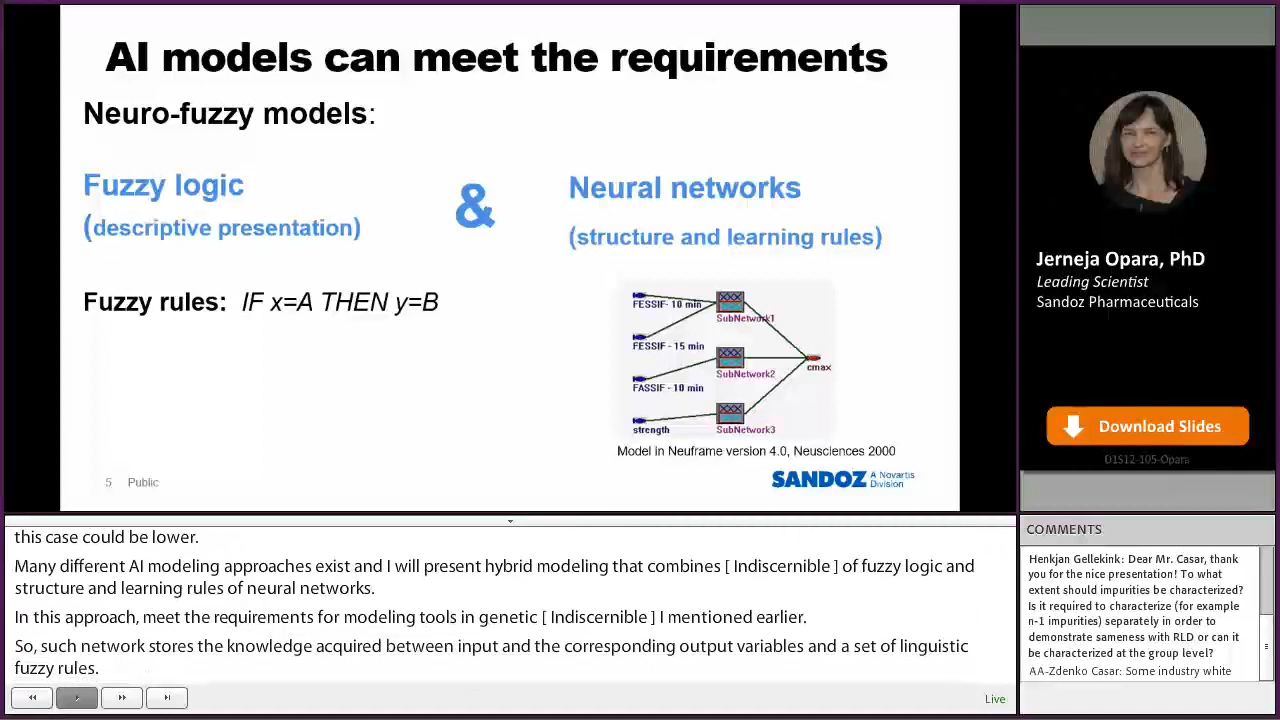 AI models can meet the requirements
Neuro-fuzzy models:
Fuzzy logic
(descriptive presentation)
&
Neural networks
(structure and learning rules)
Fuzzy rules: IF x=A THEN y=B
FESSIF- 10 min
SubNetwork1
FESSIF - 15 min
SubNetwork2
cmax
FASSIF - 10 min
strength
SubNetwork3
Model in Neuframe version 4.0, Neusciences 2000
5 Public
SANDOZ A Novartis
Division
Jerneja Opara, PhD
Leading Scientist
Sandoz Pharmaceuticals
Download Slides
D1S12-105-Opara
this case could be lower.
Many different AI modeling approaches exist and I will present hybrid modeling that combines [ Indiscernible ] of fuzzy logic and
structure and learning rules of neural networks.
In this approach, meet the requirements for modeling tools in genetic [ Indiscernible ] I mentioned earlier.
So, such network stores the knowledge acquired between input and the corresponding output variables and a set of linguistic
fuzzy rules.
Live
COMMENTS
Henkjan Gellekink: Dear Mr. Casar, thank
you for the nice presentation! To what
extent should impurities be characterized?
Is it required to characterize (for example
n-1 impurities) separately in order to
demonstrate sameness with RLD or can it
be characterized at the group level?
AA-Zdenko Casar: Some industry white